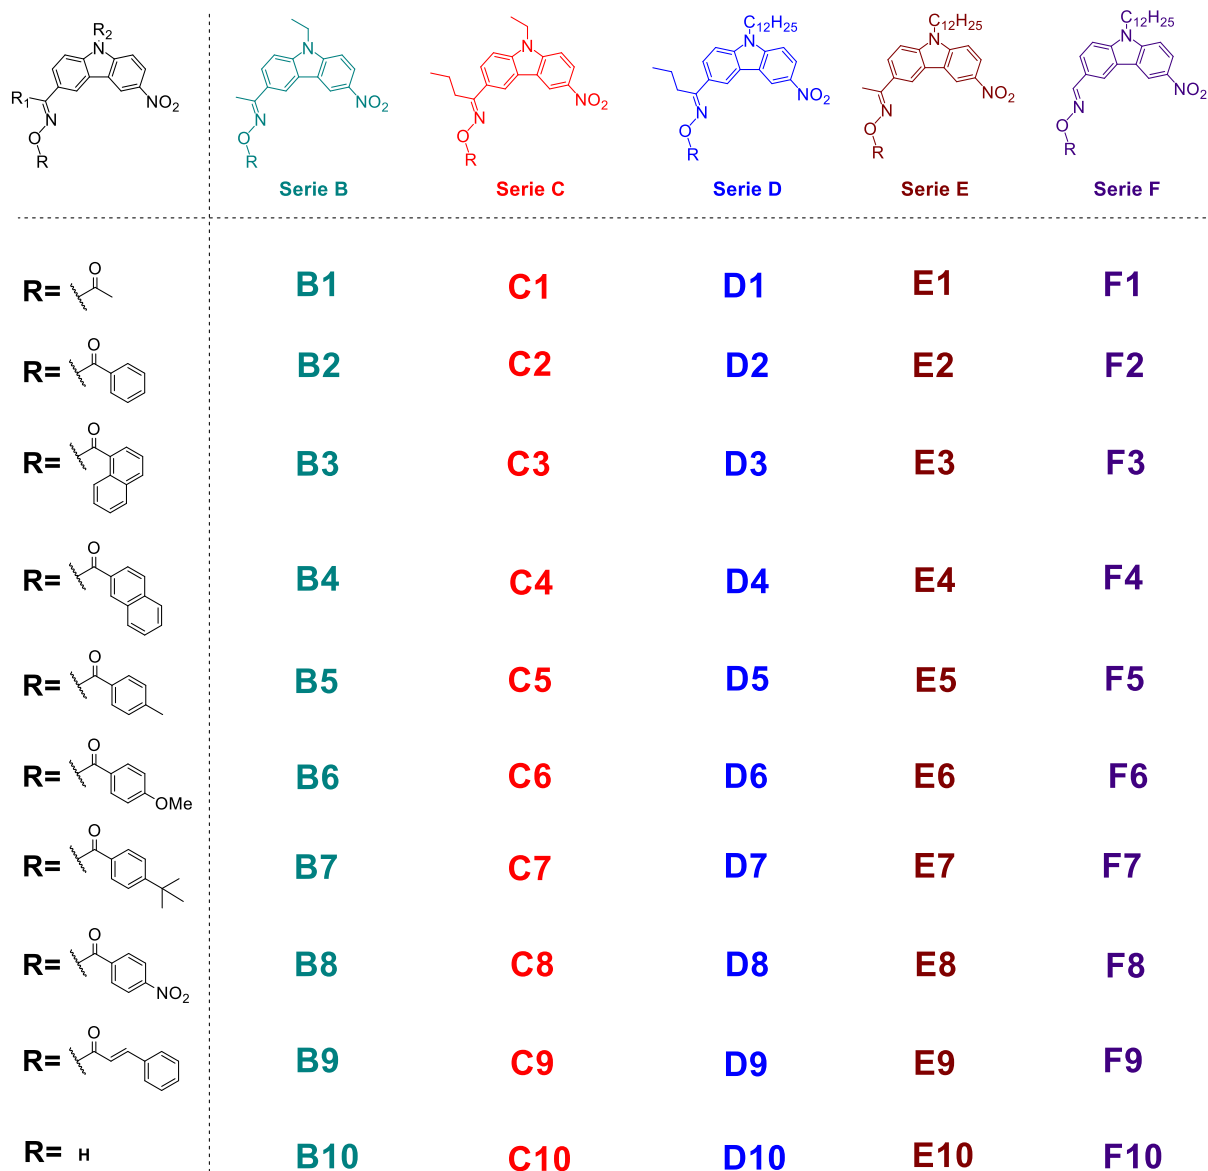 R₂
N
R₁
N
O
R
NO₂
N
N
O
R
NO₂
Serie B
N
N
O
R
NO₂
Serie C
C₁₂H₂₅
N
N
O
R
NO₂
Serie D
C₁₂H₂₅
N
N
O
R
NO₂
Serie E
C₁₂H₂₅
N
N
O
R
NO₂
Serie F
R= O
B1 C1 D1 E1 F1
R= O
B2 C2 D2 E2 F2
R= O
B3 C3 D3 E3 F3
R= O
B4 C4 D4 E4 F4
R= O
B5 C5 D5 E5 F5
R= O
OMe
B6 C6 D6 E6 F6
R= O
B7 C7 D7 E7 F7
R= O
NO₂
B8 C8 D8 E8 F8
R= O
B9 C9 D9 E9 F9
R= H
B10 C10 D10 E10 F10